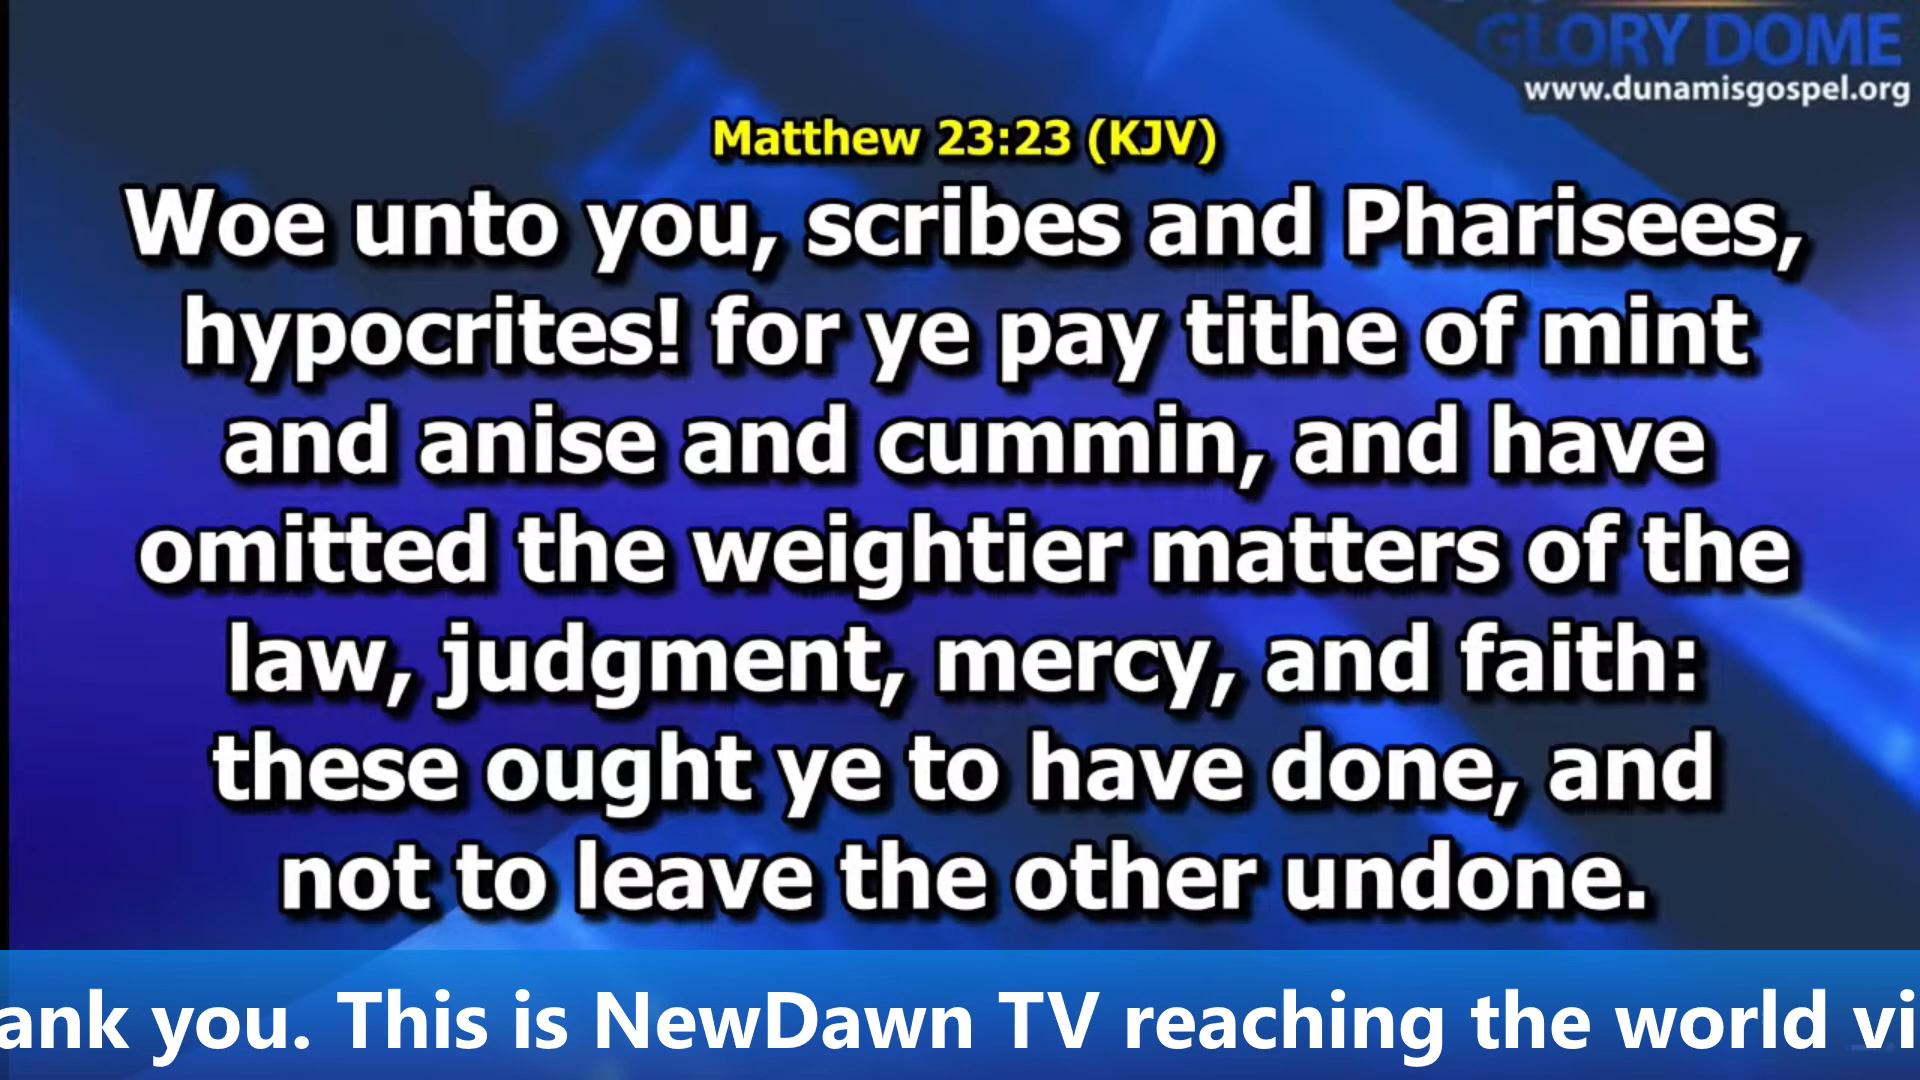 GLORY DOME
www.dunamisgospel.org
Matthew 23:23 (KJV)
Woe unto you, scribes and Pharisees,
hypocrites! for ye pay tithe of mint
and anise and cummin, and have
omitted the weightier matters of the
law, judgment, mercy, and faith:
these ought ye to have done, and
not to leave the other undone.
ank you. This is NewDawn TV reaching the world vi